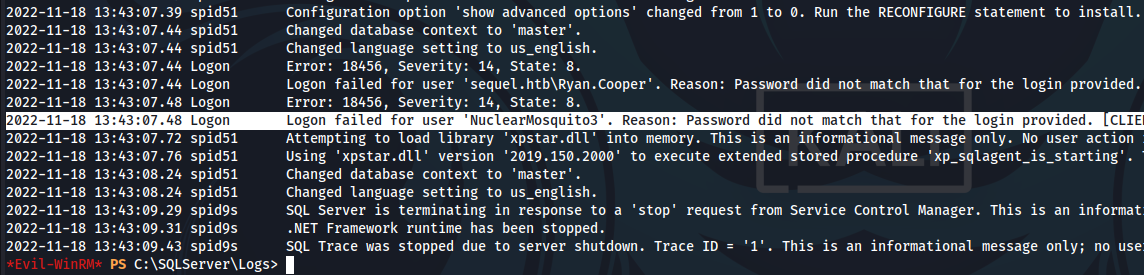 2022-11-18 13:43:07.39 spid51      Configuration option 'show advanced options' changed from 1 to 0. Run the RECONFIGURE statement to install.
2022-11-18 13:43:07.44 spid51      Changed database context to 'master'.
2022-11-18 13:43:07.44 spid51      Changed language setting to us_english.
2022-11-18 13:43:07.44 Logon       Error: 18456, Severity: 14, State: 8.
2022-11-18 13:43:07.44 Logon       Logon failed for user 'sequel.htb\Ryan.Cooper'. Reason: Password did not match that for the login provided.
2022-11-18 13:43:07.48 Logon       Error: 18456, Severity: 14, State: 8.
2022-11-18 13:43:07.48 Logon       Logon failed for user 'NuclearMosquito3'. Reason: Password did not match that for the login provided. [CLIE
2022-11-18 13:43:07.72 spid51      Attempting to load library 'xpstar.dll' into memory. This is an informational message only. No user action
2022-11-18 13:43:07.76 spid51      Using 'xpstar.dll' version '2019.150.2000' to execute extended stored procedure 'xp_sqlagent_is_starting'.
2022-11-18 13:43:08.24 spid51      Changed database context to 'master'.
2022-11-18 13:43:08.24 spid51      Changed language setting to us_english.
2022-11-18 13:43:09.29 spid9s      SQL Server is terminating in response to a 'stop' request from Service Control Manager. This is an informat
2022-11-18 13:43:09.31 spid9s      .NET Framework runtime has been stopped.
2022-11-18 13:43:09.43 spid9s      SQL Trace was stopped due to server shutdown. Trace ID = '1'. This is an informational message only; no use
*Evil-WinRM* PS C:\SQLServer\Logs>
KALI